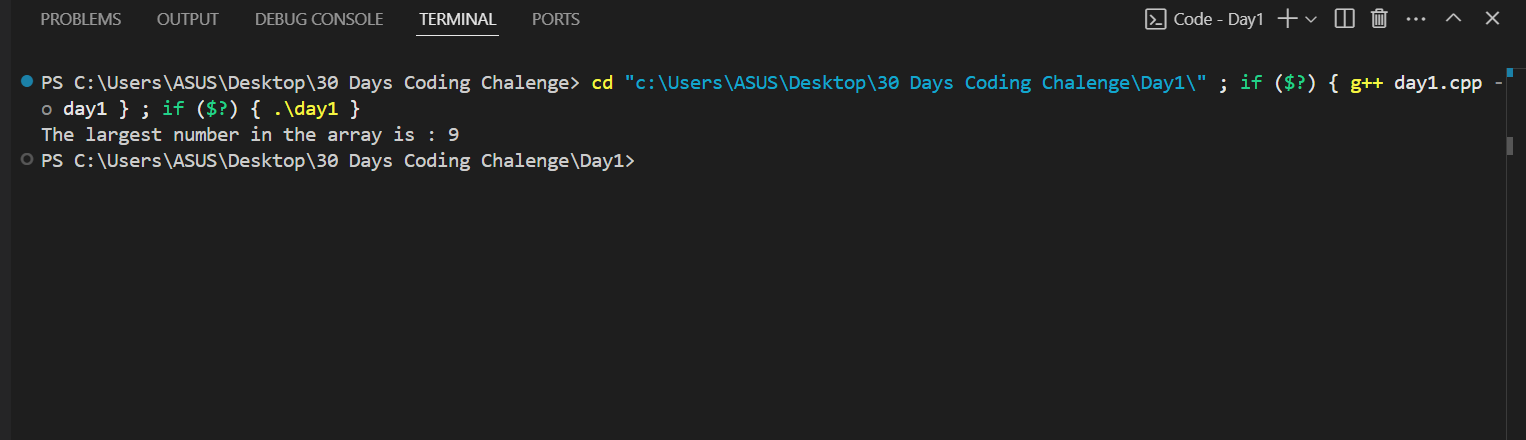 PROBLEMS OUTPUT DEBUG CONSOLE TERMINAL PORTS Code - Day1
PS C:\Users\ASUS\Desktop\30 Days Coding Chalenge> cd "c:\Users\ASUS\Desktop\30 Days Coding Chalenge\Day1\" ; if ($?) { g++ day1.cpp -
o day1 } ; if ($?) { .\day1 }
The largest number in the array is : 9
PS C:\Users\ASUS\Desktop\30 Days Coding Chalenge\Day1>